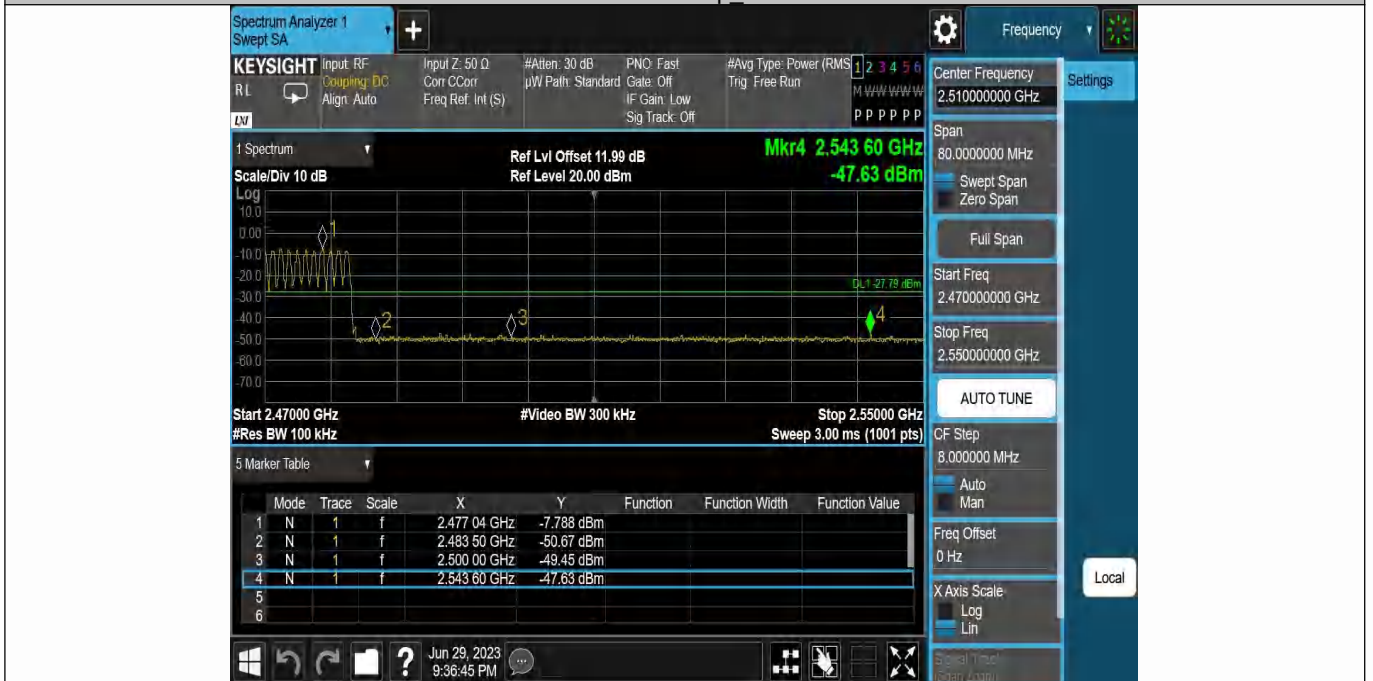 Spectrum Analyzer 1
Swept SA
+
Frequency
KEYSIGHT
RL
LXI
Input: RF
Coupling: DC
Align: Auto
Input Z: 50 Ω
Corr CCorr
Freq Ref: Int (S)
#Atten: 30 dB
µW Path: Standard
PNO: Fast
Gate: Off
IF Gain: Low
Sig Track: Off
#Avg Type: Power (RMS
Trig: Free Run
1 2 3 4 5 6
M W W W W W
P P P P P P
Center Frequency
2.510000000 GHz
Settings
1 Spectrum
Scale/Div 10 dB
Ref Lvl Offset 11.99 dB
Ref Level 20.00 dBm
Mkr4 2.543 60 GHz
-47.63 dBm
Span
80.0000000 MHz
Swept Span
Zero Span
Full Span
Log
10.0
0.00
-10.0
-20.0
-30.0
-40.0
-50.0
-60.0
-70.0
1
2
3
4
DL1 -27.79 dBm
Start Freq
2.470000000 GHz
Stop Freq
2.550000000 GHz
AUTO TUNE
Start 2.47000 GHz
#Video BW 300 kHz
Stop 2.55000 GHz
#Res BW 100 kHz
Sweep 3.00 ms (1001 pts)
CF Step
8.000000 MHz
Auto
Man
5 Marker Table
Mode Trace Scale X Y Function Function Width Function Value
1 N 1 f 2.477 04 GHz -7.788 dBm
2 N 1 f 2.483 50 GHz -50.67 dBm
3 N 1 f 2.500 00 GHz -49.45 dBm
4 N 1 f 2.543 60 GHz -47.63 dBm
5
6
Freq Offset
0 Hz
Local
X Axis Scale
Log
Lin
?
Jun 29, 2023
9:36:45 PM